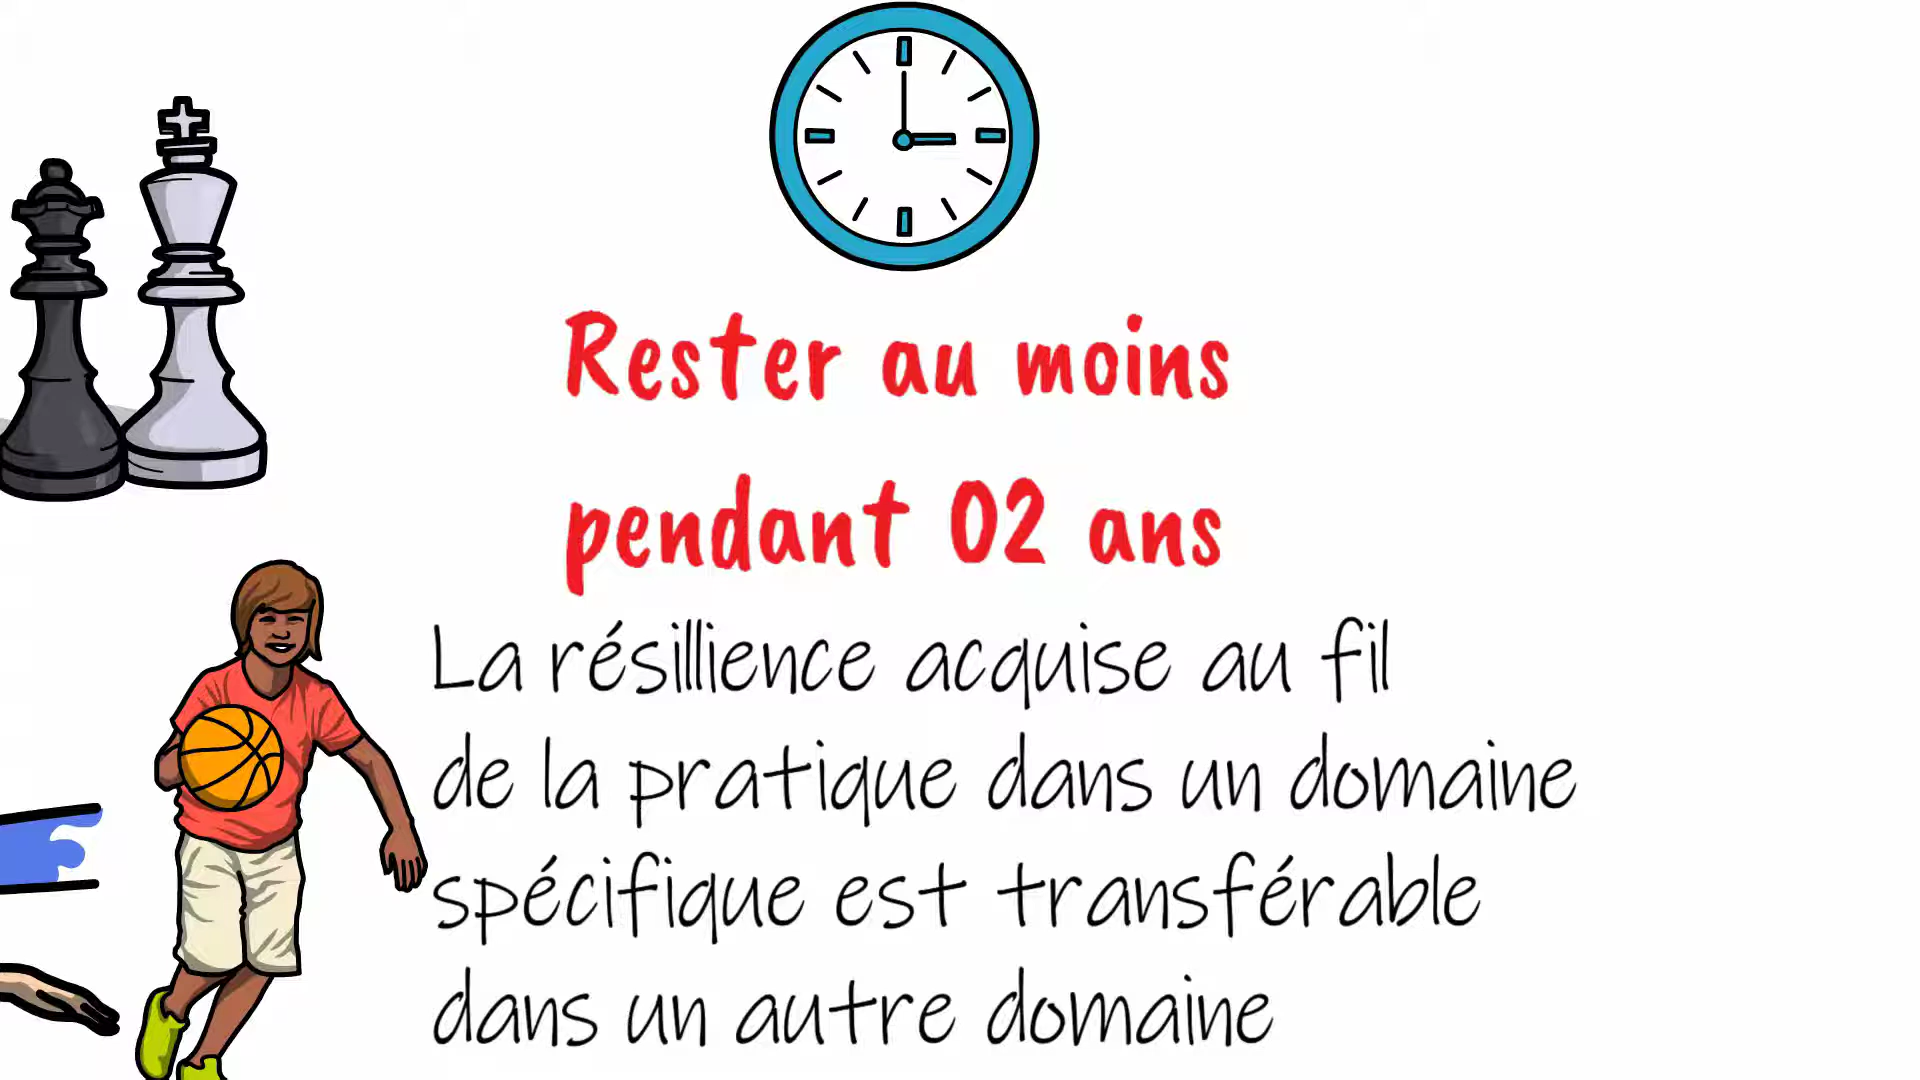 Rester au moins
pendant 02 ans
La résillience acquise au fil
de la pratique dans un domaine
spécifique est transférable
dans un autre domaine